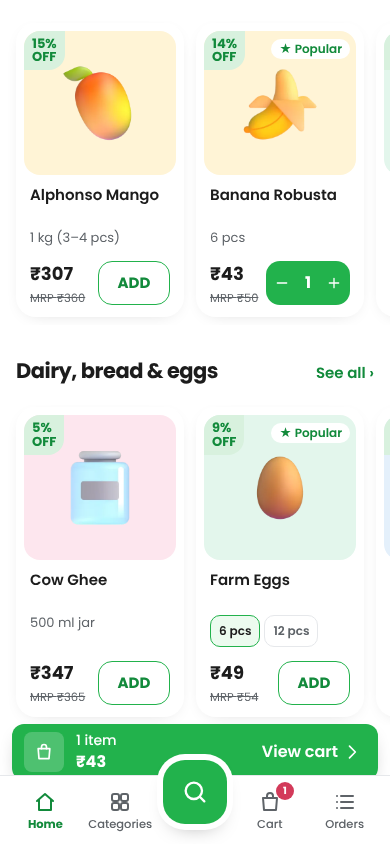 15%
OFF
Alphonso Mango
1 kg (3–4 pcs)
₹307
MRP ₹360
ADD
14%
OFF
★ Popular
Banana Robusta
6 pcs
₹43
MRP ₹50
− 1 +
Dairy, bread & eggs
See all ›
5%
OFF
Cow Ghee
500 ml jar
₹347
MRP ₹365
ADD
9%
OFF
★ Popular
Farm Eggs
6 pcs
12 pcs
₹49
MRP ₹54
ADD
1 item
₹43
View cart
Home
Categories
1
Cart
Orders